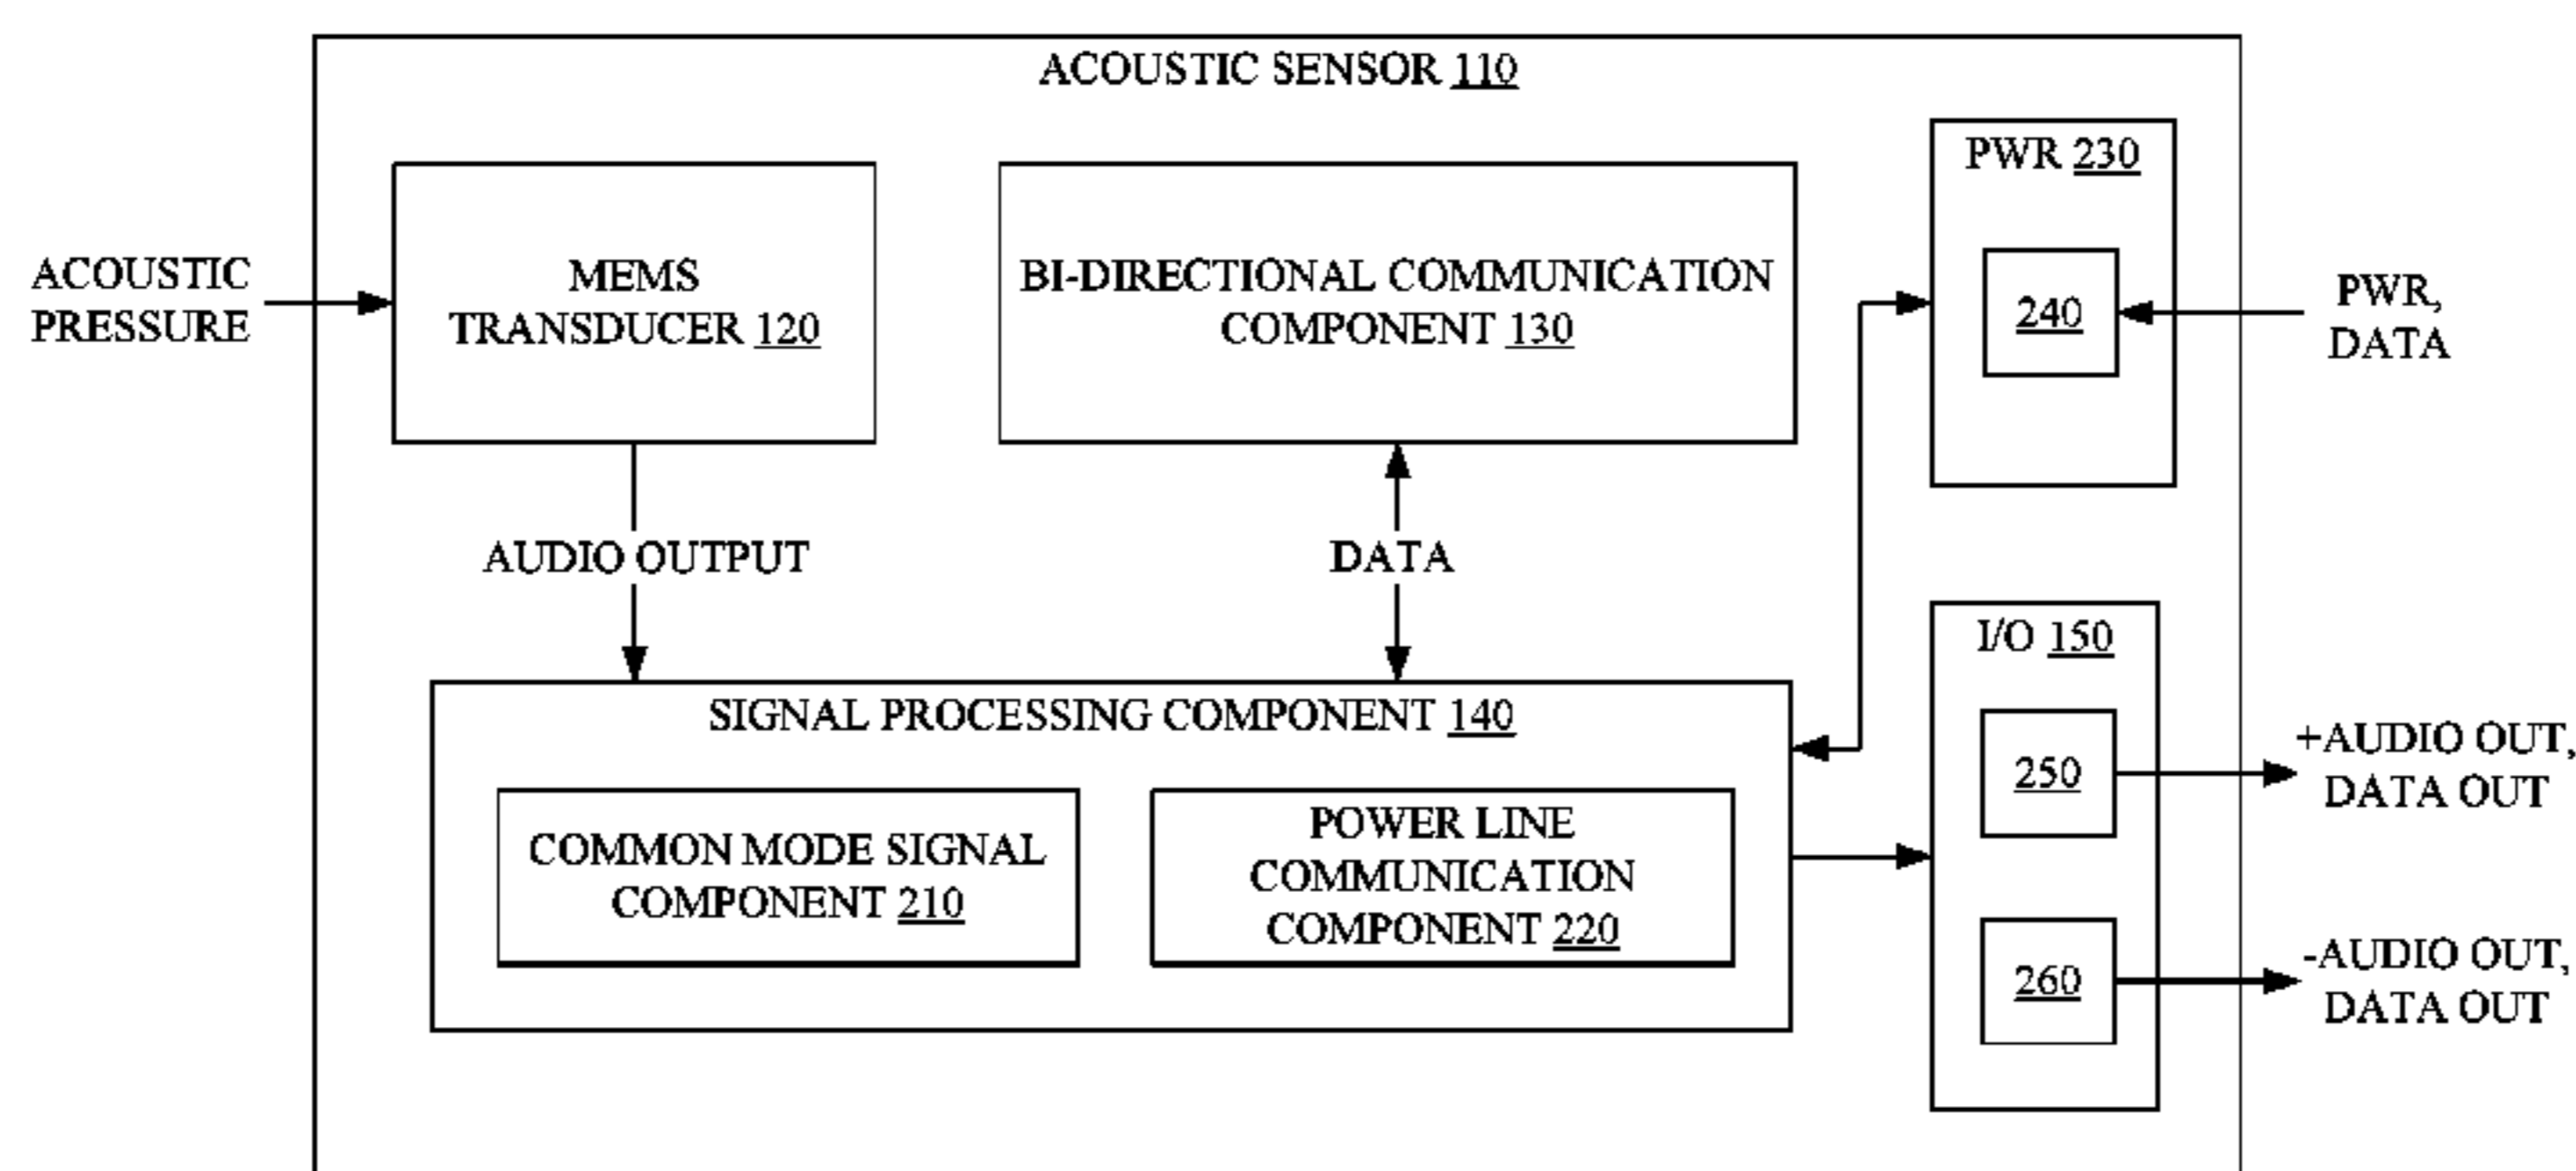 ACOUSTIC SENSOR 110
PWR 230
MEMS
TRANSDUCER 120
BI-DIRECTIONAL COMMUNICATION
COMPONENT 130
ACOUSTIC
PRESSURE
240
PWR,
DATA
AUDIO OUTPUT
DATA
I/O 150
SIGNAL PROCESSING COMPONENT 140
250
+AUDIO OUT,
DATA OUT
COMMON MODE SIGNAL
COMPONENT 210
POWER LINE
COMMUNICATION
COMPONENT 220
260
-AUDIO OUT,
DATA OUT